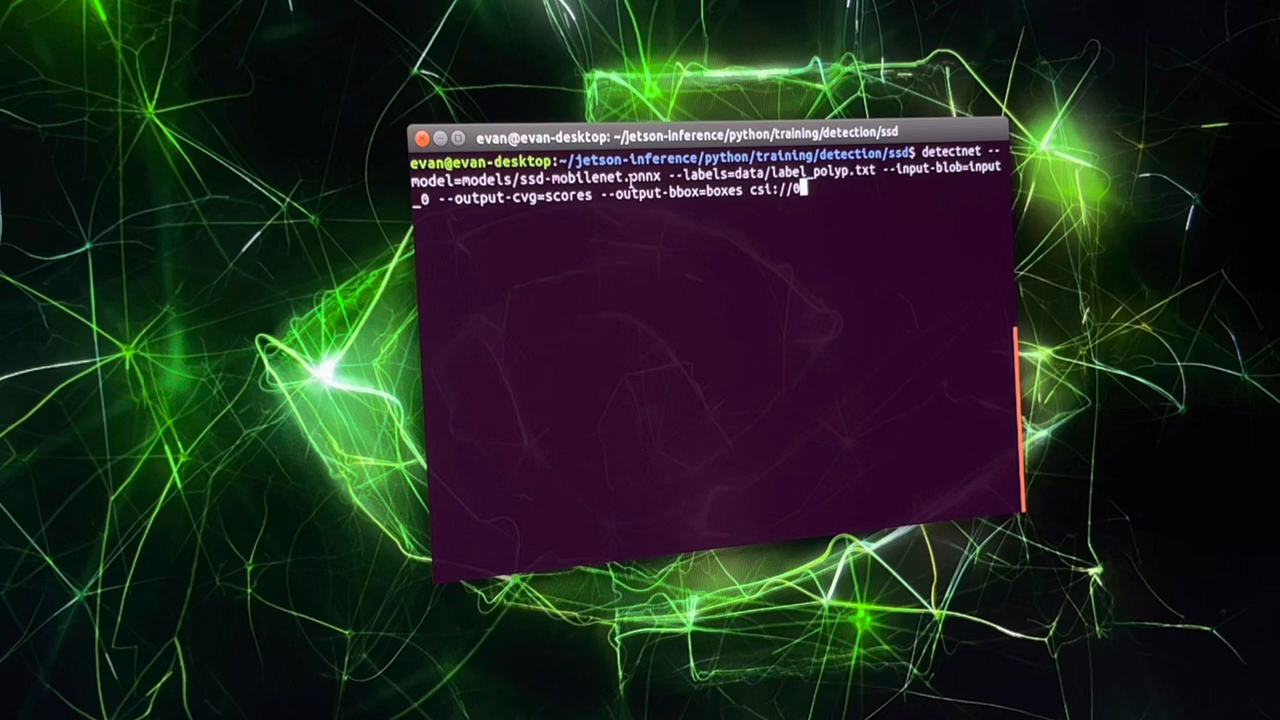 evan@evan-desktop: ~/jetson-inference/python/training/detection/ssd
evan@evan-desktop:~/jetson-inference/python/training/detection/ssd$ detectnet --
model=models/ssd-mobilenet.pnnx --labels=data/label_polyp.txt --input-blob=input
_0 --output-cvg=scores --output-bbox=boxes csi://0